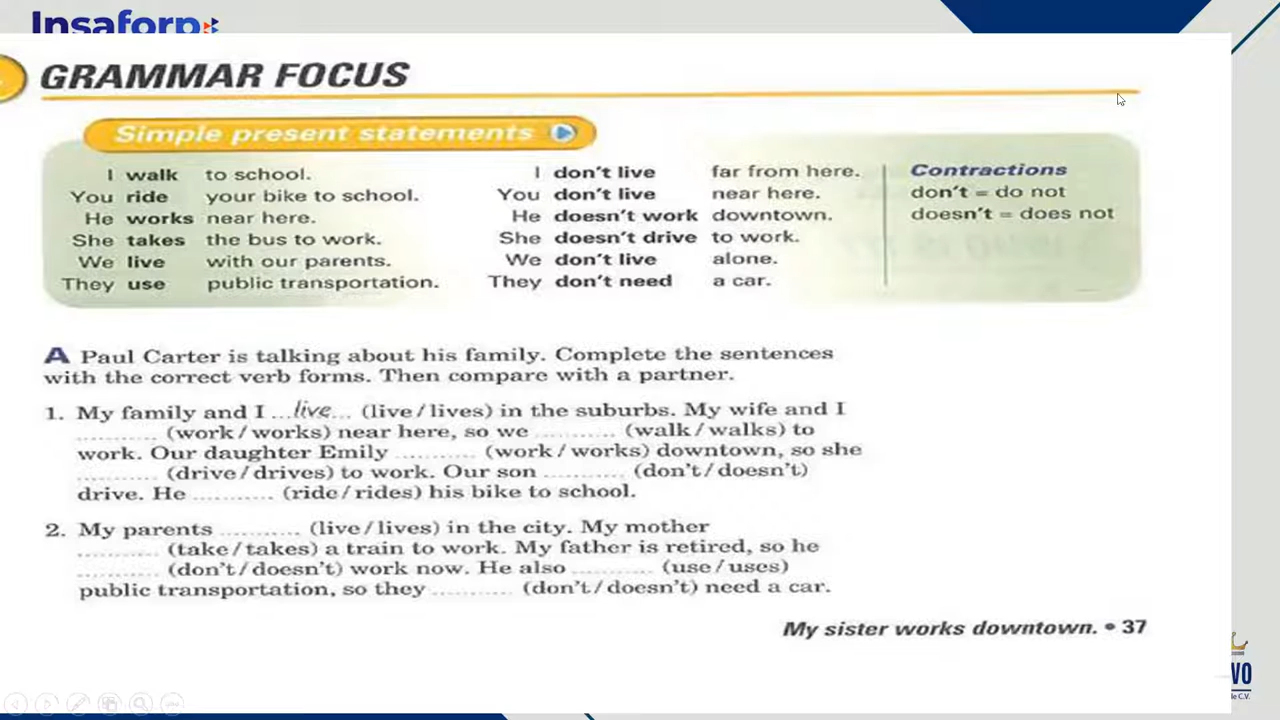 Insaforp
GRAMMAR FOCUS
Simple present statements
I walk to school. I don't live far from here. Contractions
You ride your bike to school. You don't live near here. don't = do not
He works near here. He doesn't work downtown. doesn't = does not
She takes the bus to work. She doesn't drive to work.
We live with our parents. We don't live alone.
They use public transportation. They don't need a car.
A Paul Carter is talking about his family. Complete the sentences
with the correct verb forms. Then compare with a partner.
1. My family and I ...live... (live / lives) in the suburbs. My wife and I
............ (work / works) near here, so we ............ (walk / walks) to
work. Our daughter Emily ............ (work / works) downtown, so she
............ (drive / drives) to work. Our son ............ (don't / doesn't)
drive. He ............ (ride / rides) his bike to school.
2. My parents ............ (live / lives) in the city. My mother
............ (take / takes) a train to work. My father is retired, so he
............ (don't / doesn't) work now. He also ............ (use / uses)
public transportation, so they ............ (don't / doesn't) need a car.
My sister works downtown. • 37
VO
de C.V.